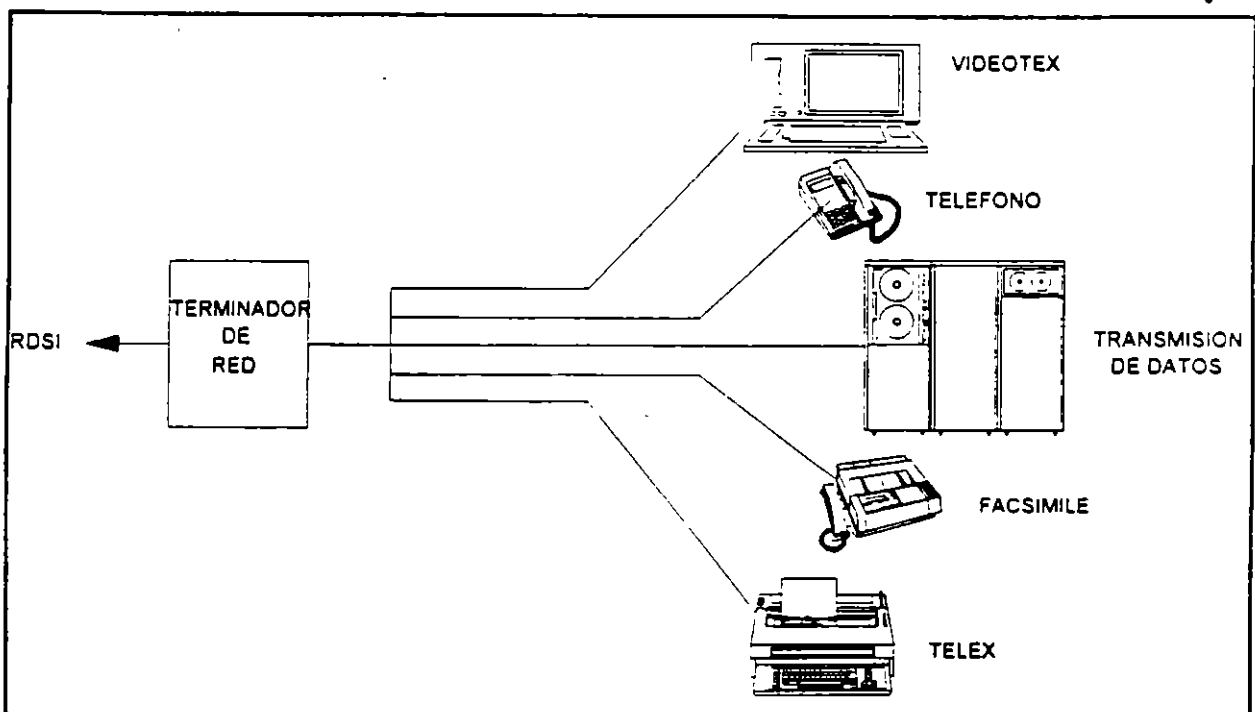 VIDEOTEX
TELEFONO
TERMINADOR
DE
RED
RDSI
TRANSMISION
DE DATOS
FACSIMILE
TELEX